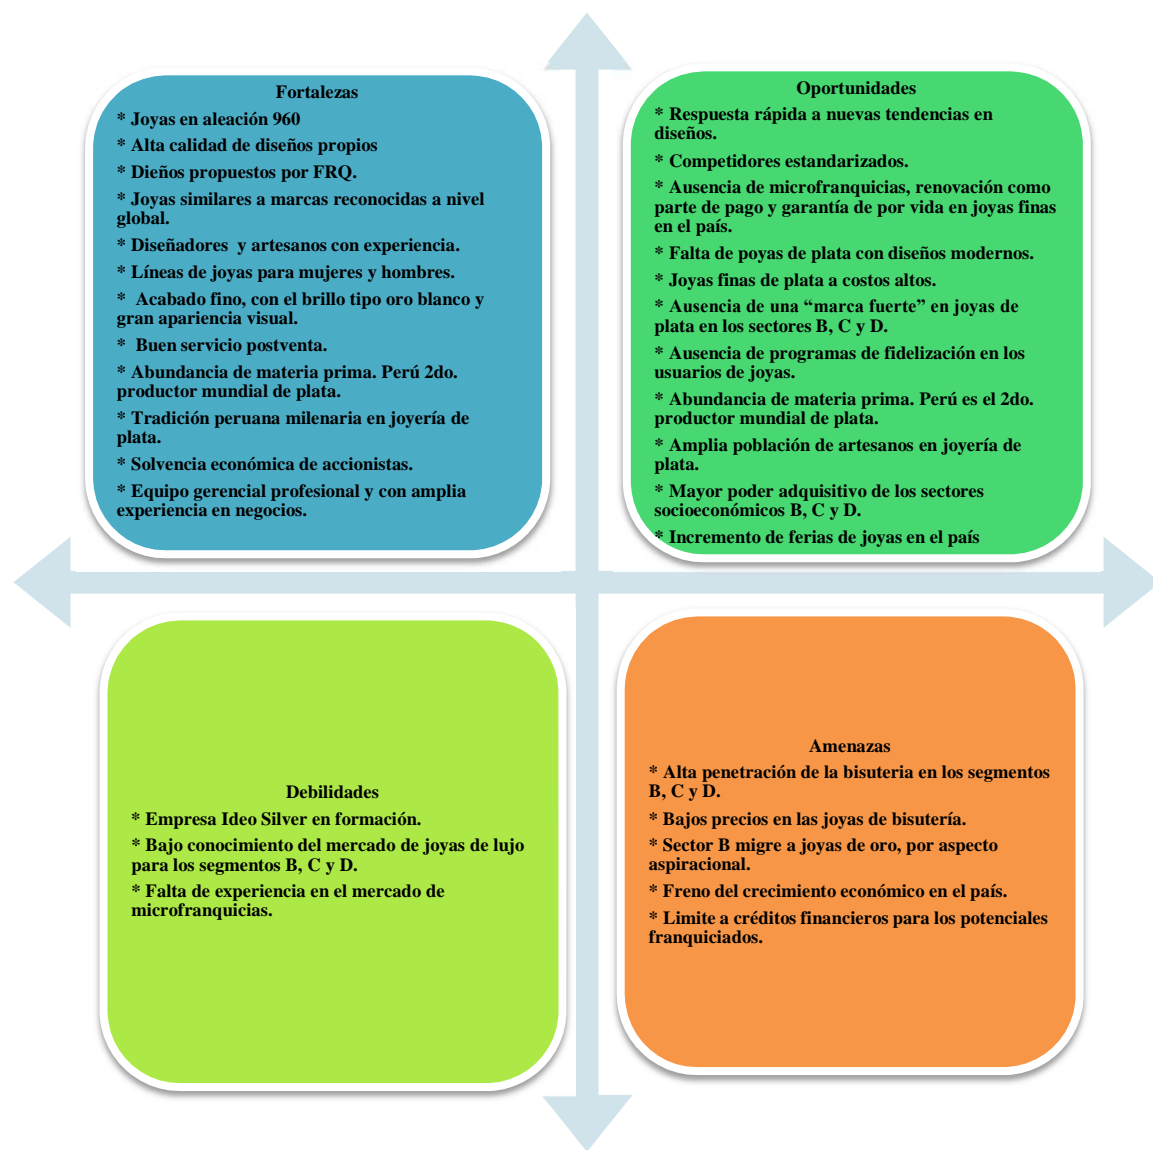 Fortalezas
* Joyas en aleación 960
* Alta calidad de diseños propios
* Dieños propuestos por FRQ.
* Joyas similares a marcas reconocidas a nivel
global.
* Diseñadores y artesanos con experiencia.
* Líneas de joyas para mujeres y hombres.
* Acabado fino, con el brillo tipo oro blanco y
gran apariencia visual.
* Buen servicio postventa.
* Abundancia de materia prima. Perú 2do.
productor mundial de plata.
* Tradición peruana milenaria en joyería de
plata.
* Solvencia económica de accionistas.
* Equipo gerencial profesional y con amplia
experiencia en negocios.
Oportunidades
* Respuesta rápida a nuevas tendencias en
diseños.
* Competidores estandarizados.
* Ausencia de microfranquicias, renovación como
parte de pago y garantía de por vida en joyas finas
en el país.
* Falta de poyas de plata con diseños modernos.
* Joyas finas de plata a costos altos.
* Ausencia de una “marca fuerte” en joyas de
plata en los sectores B, C y D.
* Ausencia de programas de fidelización en los
usuarios de joyas.
* Abundancia de materia prima. Perú es el 2do.
productor mundial de plata.
* Amplia población de artesanos en joyería de
plata.
* Mayor poder adquisitivo de los sectores
socioeconómicos B, C y D.
* Incremento de ferias de joyas en el país
Debilidades
* Empresa Ideo Silver en formación.
* Bajo conocimiento del mercado de joyas de lujo
para los segmentos B, C y D.
* Falta de experiencia en el mercado de
microfranquicias.
Amenazas
* Alta penetración de la bisuteria en los segmentos
B, C y D.
* Bajos precios en las joyas de bisutería.
* Sector B migre a joyas de oro, por aspecto
aspiracional.
* Freno del crecimiento económico en el país.
* Limite a créditos financieros para los potenciales
franquiciados.